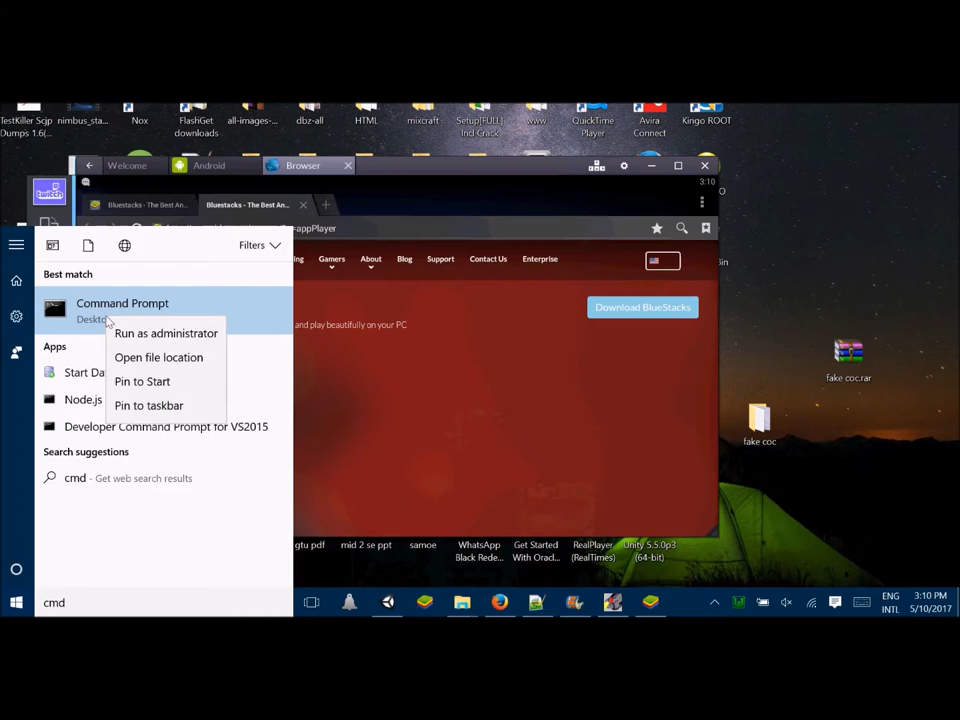 TestKiller Scjp
Dumps 1.6(...
nimbus_sta...
Nox
FlashGet
downloads
all-images-...
dbz-all
HTML
mixcraft
Setup[FULL]
Ind Crack
www
QuickTime
Player
Avira
Connect
Kingo ROOT
Welcome
Android
Browser
twitch
3:10
Bluestacks - The Best An...
Bluestacks - The Best An...
=appPlayer
Gamers
About
Blog
Support
Contact Us
Enterprise
Download BlueStacks
and play beautifully on your PC
Filters
Best match
Command Prompt
Run as administrator
Open file location
Pin to Start
Pin to taskbar
Apps
Node.js
Developer Command Prompt for VS2015
Search suggestions
cmd - Get web search results
fake coc.rar
fake coc
gtu pdf
mid 2 se ppt
samoe
WhatsApp
Black Rede...
Get Started
With Oracl...
RealPlayer
(RealTimes)
Unity 5.5.0p3
(64-bit)
cmd
ENG
INTL
3:10 PM
5/10/2017